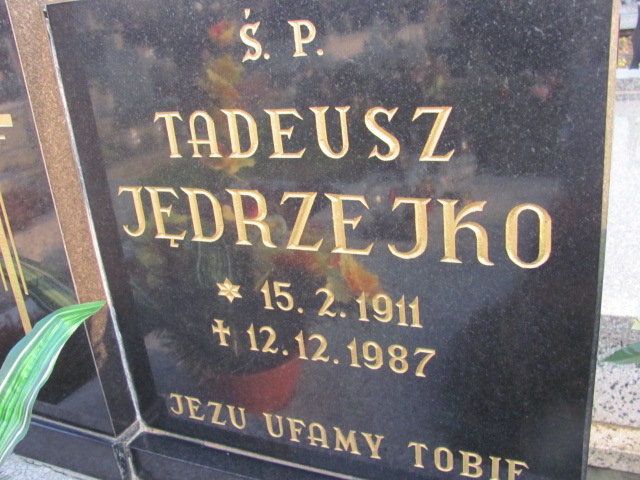 Ś. P.
TADEUSZ
JĘDRZEJKO
✶ 15. 2. 1911
✝ 12. 12. 1987
JEZU UFAMY TOBIE